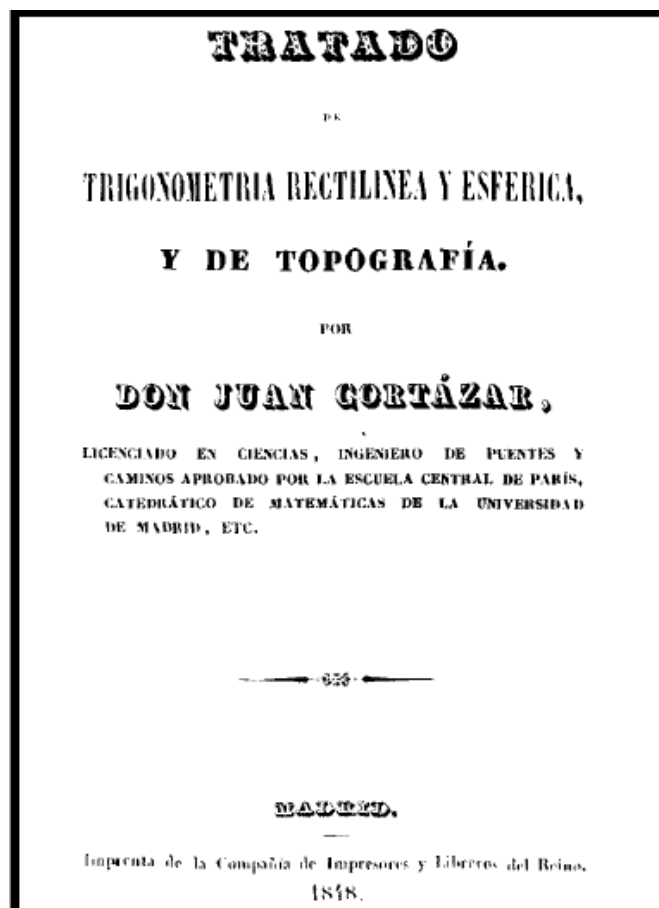 TRATADO
DE
TRIGONOMETRIA RECTILINEA Y ESFERICA,
Y DE TOPOGRAFÍA.
POR
DON JUAN CORTÁZAR,
LICENCIADO EN CIENCIAS, INGENIERO DE PUENTES Y
CAMINOS APROBADO POR LA ESCUELA CENTRAL DE PARÍS,
CATEDRÁTICO DE MATEMÁTICAS DE LA UNIVERSIDAD
DE MADRID, ETC.
MADRID.
Imprenta de la Compañía de Impresores y Libreros del Reino.
1848.